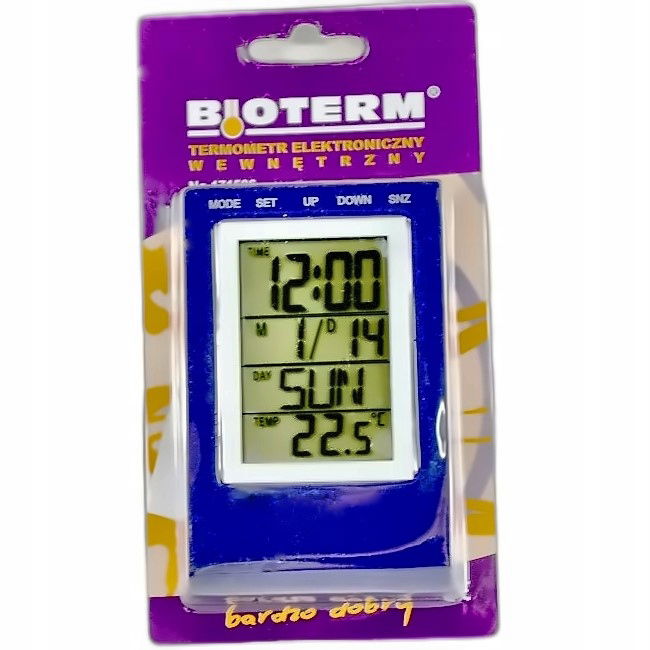 BIOTERM®
TERMOMETR ELEKTRONICZNY
WEWNĘTRZNY
MODE SET UP DOWN SNZ
TIME
12:00
M 1/ D 14
DAY SUN
TEMP 22.5 °C
bardzo dobry